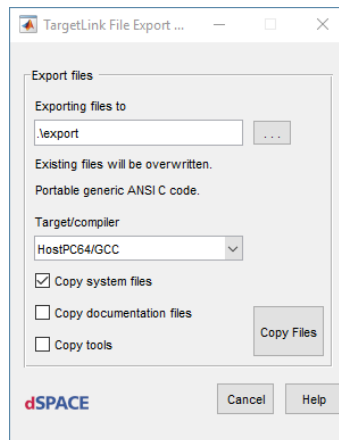 TargetLink File Export ...
Export files
Exporting files to
.\export
...
Existing files will be overwritten.
Portable generic ANSI C code.
Target/compiler
HostPC64/GCC
Copy system files
Copy documentation files
Copy tools
Copy Files
dSPACE
Cancel
Help